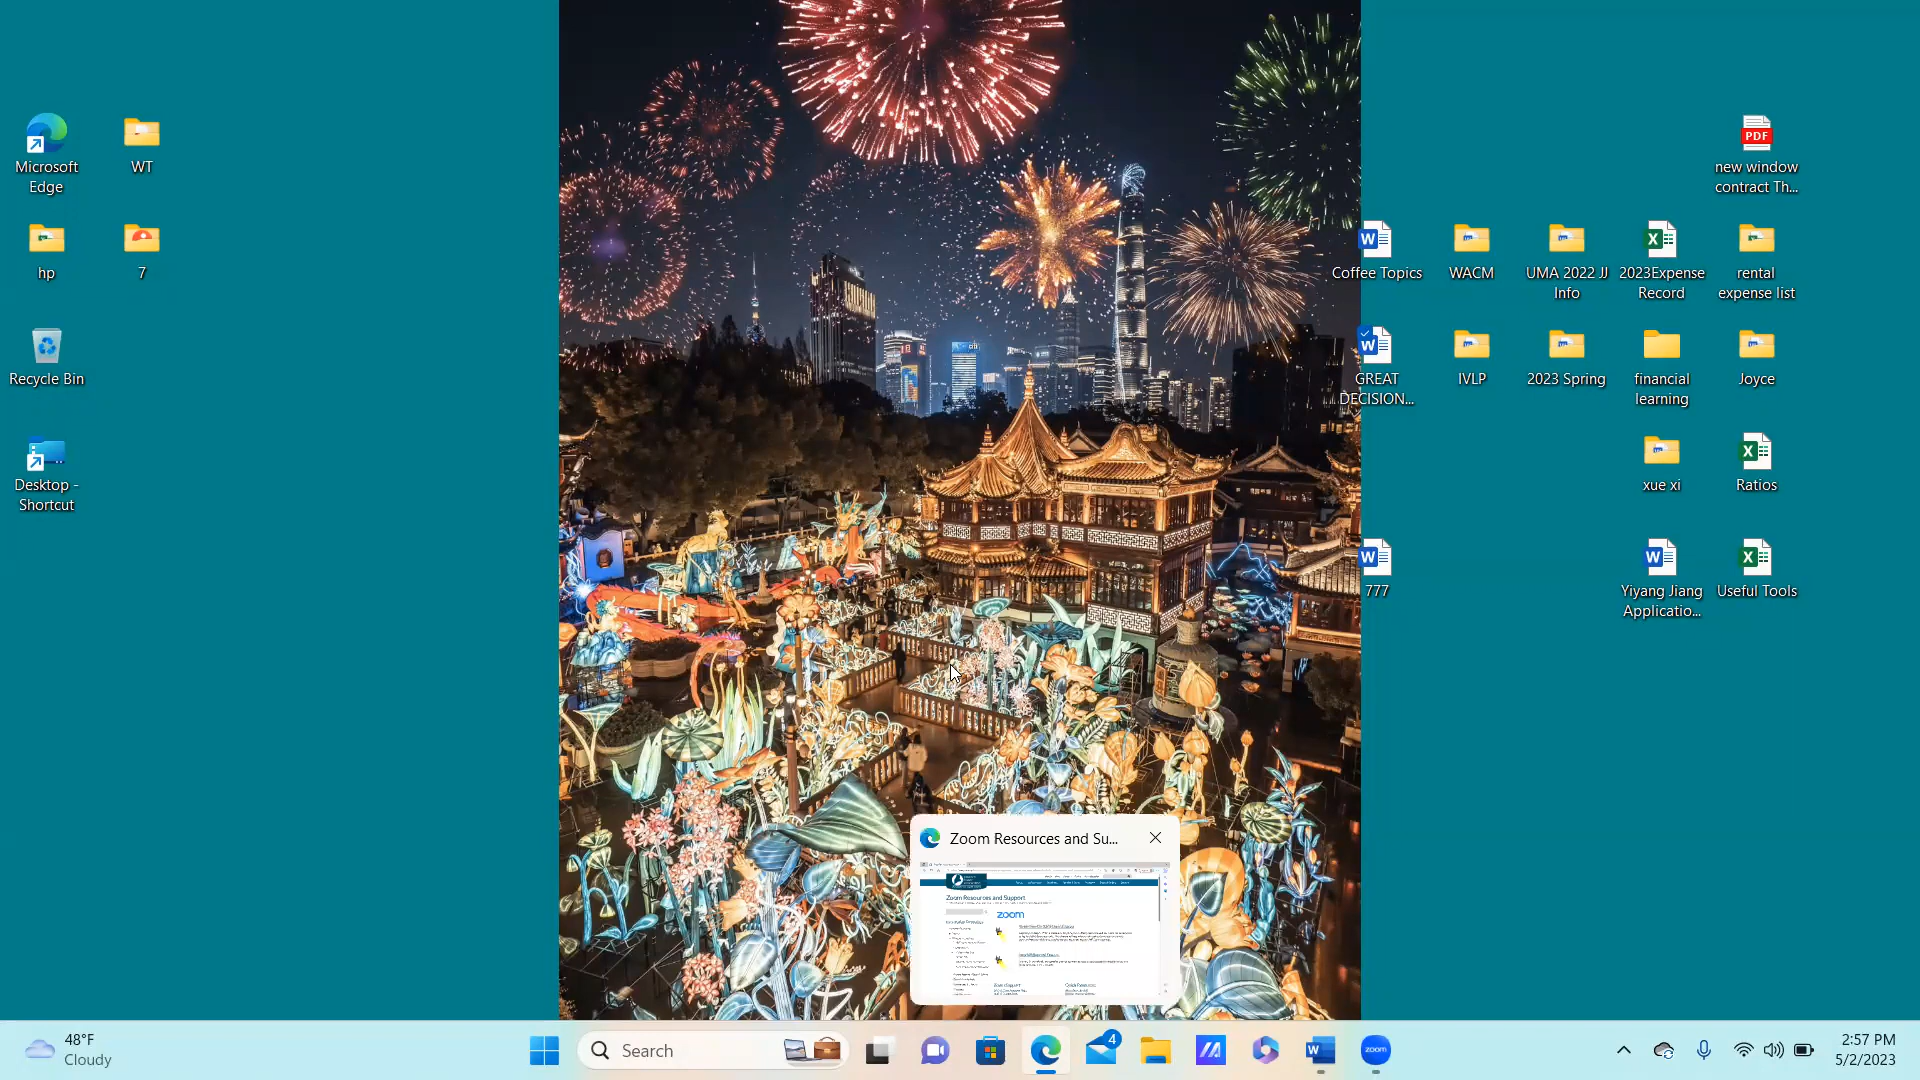 Microsoft
Edge
WT
hp
7
Recycle Bin
Desktop -
Shortcut
PDF
new window
contract Th...
Coffee Topics
WACM
UMA 2022 JJ
Info
2023Expense
Record
rental
expense list
GREAT
DECISION...
IVLP
2023 Spring
financial
learning
Joyce
xue xi
Ratios
777
Yiyang Jiang
Applicatio...
Useful Tools
Zoom Resources and Su...
Zoom Resources and Support
zoom
48°F
Cloudy
Search
4
zoom
2:57 PM
5/2/2023